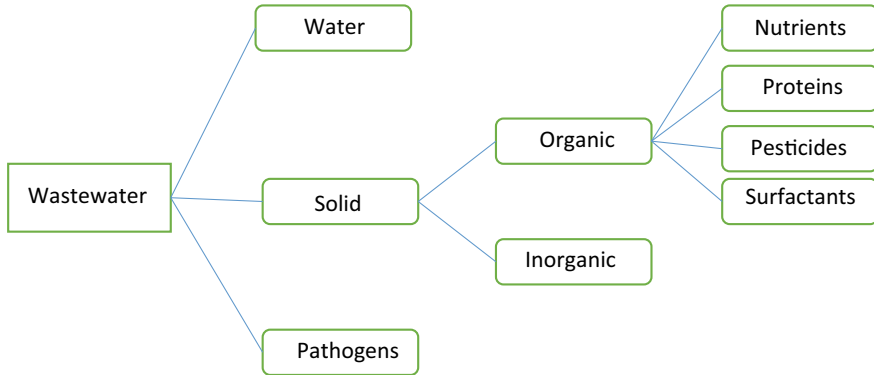 Wastewater
Water
Solid
Pathogens
Organic
Inorganic
Nutrients
Proteins
Pesticides
Surfactants